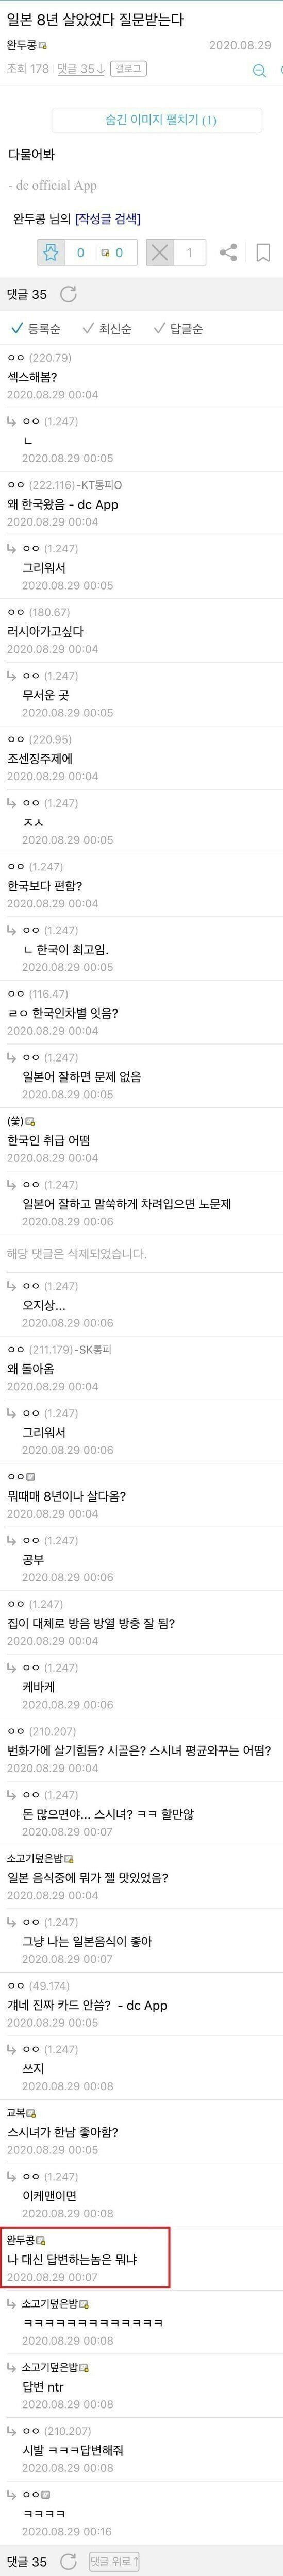 일본 8년 살았었다 질문받는다
완두콩
2020.08.29
조회 178 댓글 35↓ 갤로그
숨긴 이미지 펼치기 (1)
다물어봐
- dc official App
완두콩 님의 [작성글 검색]
0 0 1
댓글 35
등록순 최신순 답글순
ㅇㅇ (220.79)
섹스해봄?
2020.08.29 00:04
ㅇㅇ (1.247)
ㄴ
2020.08.29 00:05
ㅇㅇ (222.116)-KT통피O
왜 한국왔음 - dc App
2020.08.29 00:04
ㅇㅇ (1.247)
그리워서
2020.08.29 00:05
ㅇㅇ (180.67)
러시아가고싶다
2020.08.29 00:04
ㅇㅇ (1.247)
무서운 곳
2020.08.29 00:05
ㅇㅇ (220.95)
조센징주제에
2020.08.29 00:04
ㅇㅇ (1.247)
ㅈㅅ
2020.08.29 00:05
ㅇㅇ (1.247)
한국보다 편함?
2020.08.29 00:04
ㅇㅇ (1.247)
ㄴ 한국이 최고임.
2020.08.29 00:05
ㅇㅇ (116.47)
ㄹㅇ 한국인차별 잇음?
2020.08.29 00:04
ㅇㅇ (1.247)
일본어 잘하면 문제 없음
2020.08.29 00:05
한국인 취급 어떰
2020.08.29 00:04
ㅇㅇ (1.247)
일본어 잘하고 말쑥하게 차려입으면 노문제
2020.08.29 00:06
해당 댓글은 삭제되었습니다.
ㅇㅇ (1.247)
오지상...
2020.08.29 00:06
ㅇㅇ (211.179)-SK통피
왜 돌아옴
2020.08.29 00:04
ㅇㅇ (1.247)
그리워서
2020.08.29 00:06
ㅇㅇ
뭐때매 8년이나 살다옴?
2020.08.29 00:04
ㅇㅇ (1.247)
공부
2020.08.29 00:06
ㅇㅇ (1.247)
집이 대체로 방음 방열 방충 잘 됨?
2020.08.29 00:04
ㅇㅇ (1.247)
케바케
2020.08.29 00:06
ㅇㅇ (210.207)
번화가에 살기힘듬? 시골은? 스시녀 평균와꾸는 어떰?
2020.08.29 00:04
ㅇㅇ (1.247)
돈 많으면야... 스시녀? ㅋㅋ 할만않
2020.08.29 00:07
소고기덮은밥
일본 음식중에 뭐가 젤 맛있었음?
2020.08.29 00:04
ㅇㅇ (1.247)
그냥 나는 일본음식이 좋아
2020.08.29 00:07
ㅇㅇ (49.174)
걔네 진짜 카드 안씀? - dc App
2020.08.29 00:05
ㅇㅇ (1.247)
쓰지
2020.08.29 00:08
교복
스시녀가 한남 좋아함?
2020.08.29 00:05
ㅇㅇ (1.247)
이케맨이면
2020.08.29 00:08
완두콩
나 대신 답변하는놈은 뭐냐
2020.08.29 00:07
소고기덮은밥
ㅋㅋㅋㅋㅋㅋㅋㅋㅋㅋㅋㅋㅋ
2020.08.29 00:08
소고기덮은밥
답변 ntr
2020.08.29 00:08
ㅇㅇ (210.207)
시발 ㅋㅋㅋ답변해줘
2020.08.29 00:08
ㅇㅇ
ㅋㅋㅋㅋ
2020.08.29 00:16
댓글 35 댓글 위로↑